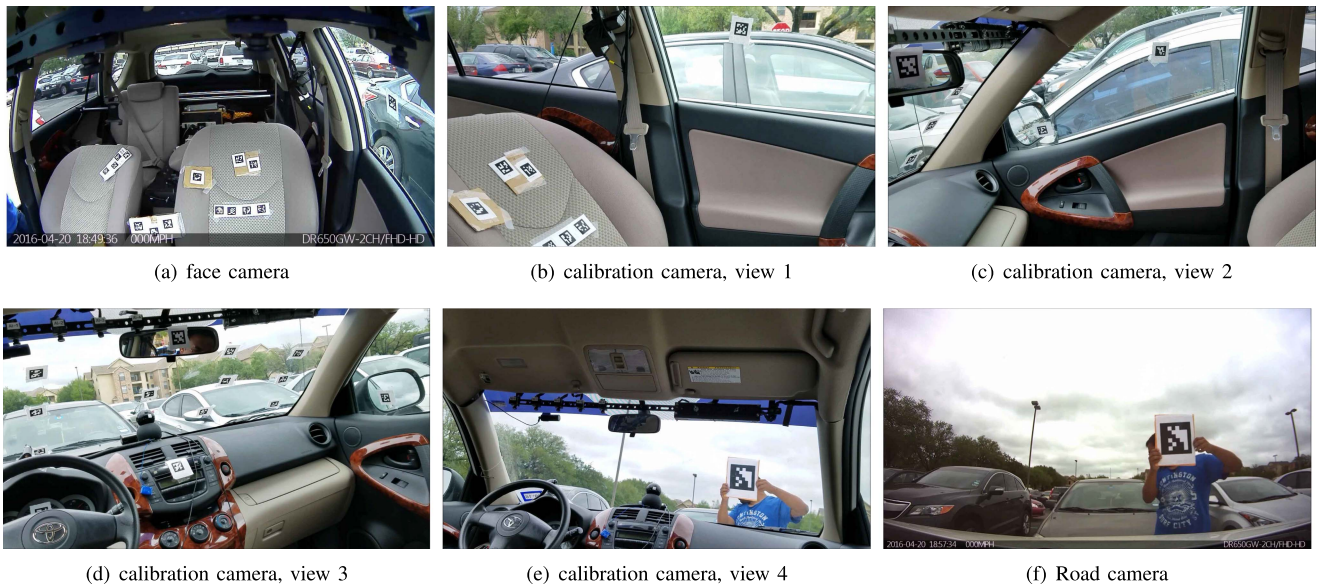 2016-04-20 18:49:36 000MPH DR650GW-2CH/FHD-HD
(a) face camera
(b) calibration camera, view 1
(c) calibration camera, view 2
2016-04-20 18:57:34 000MPH DR650GW-2CH/FHD-HD
(d) calibration camera, view 3
(e) calibration camera, view 4
(f) Road camera